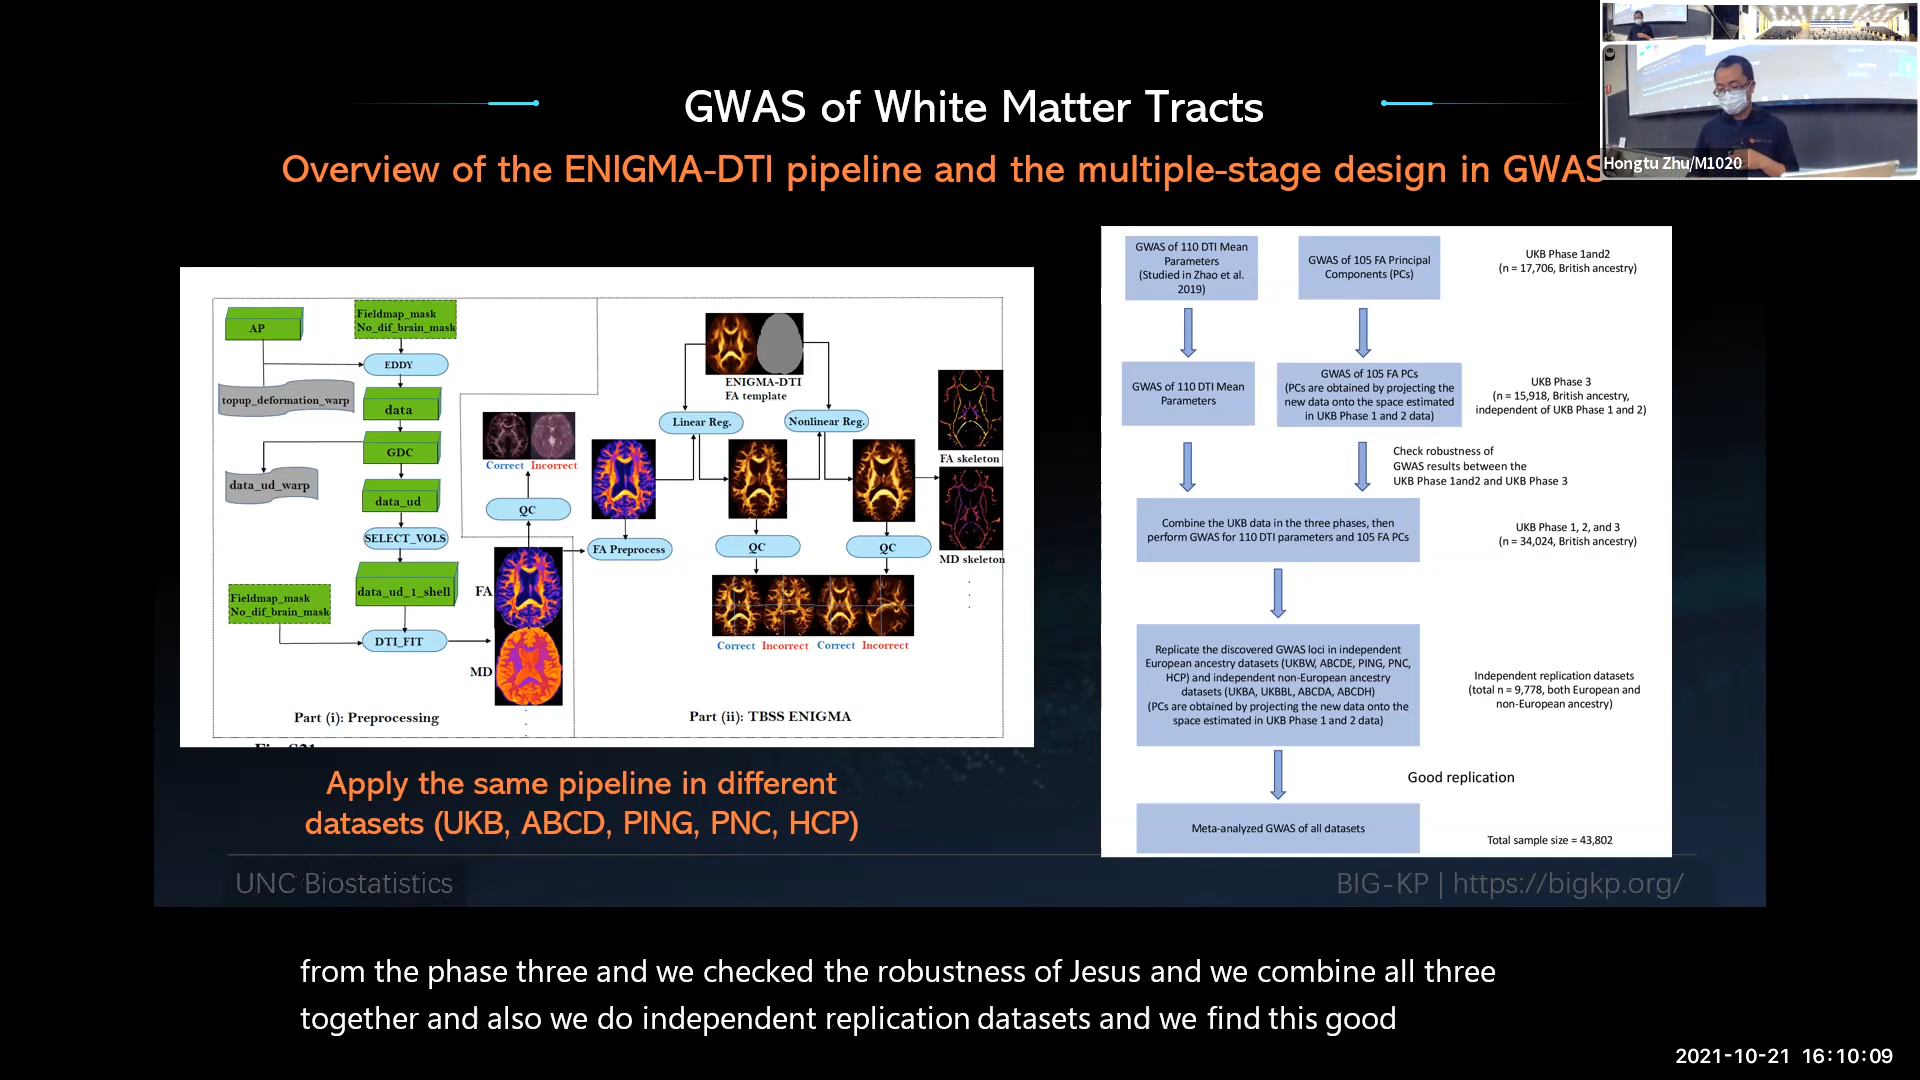 GWAS of White Matter Tracts
Overview of the ENIGMA-DTI pipeline and the multiple-stage design in GWAS
Hongtu Zhu/M1020
AP
Fieldmap_mask
No_dif_brain_mask
EDDY
topup_deformation_warp
data
GDC
data_ud_warp
data_ud
SELECT_VOLS
data_ud_1_shell
Fieldmap_mask
No_dif_brain_mask
DTI_FIT
FA
MD
Part (i): Preprocessing
Correct Incorrect
QC
FA Preprocess
ENIGMA-DTI
FA template
Linear Reg.
Nonlinear Reg.
QC
QC
Correct Incorrect Correct Incorrect
FA skeleton
MD skeleton
Part (ii): TBSS ENIGMA
Apply the same pipeline in different
datasets (UKB, ABCD, PING, PNC, HCP)
GWAS of 110 DTI Mean
Parameters
(Studied in Zhao et al.
2019)
GWAS of 105 FA Principal
Components (PCs)
UKB Phase 1and2
(n = 17,706, British ancestry)
GWAS of 110 DTI Mean
Parameters
GWAS of 105 FA PCs
(PCs are obtained by projecting the
new data onto the space estimated
in UKB Phase 1 and 2 data)
UKB Phase 3
(n = 15,918, British ancestry,
independent of UKB Phase 1 and 2)
Check robustness of
GWAS results between the
UKB Phase 1and2 and UKB Phase 3
Combine the UKB data in the three phases, then
perform GWAS for 110 DTI parameters and 105 FA PCs
UKB Phase 1, 2, and 3
(n = 34,024, British ancestry)
Replicate the discovered GWAS loci in independent
European ancestry datasets (UKBW, ABCDE, PING, PNC,
HCP) and independent non-European ancestry
datasets (UKBA, UKBBL, ABCDA, ABCDH)
(PCs are obtained by projecting the new data onto the
space estimated in UKB Phase 1 and 2 data)
Independent replication datasets
(total n = 9,778, both European and
non-European ancestry)
Good replication
Meta-analyzed GWAS of all datasets
Total sample size = 43,802
UNC Biostatistics
BIG-KP | https://bigkp.org/
from the phase three and we checked the robustness of Jesus and we combine all three
together and also we do independent replication datasets and we find this good
2021-10-21 16:10:09